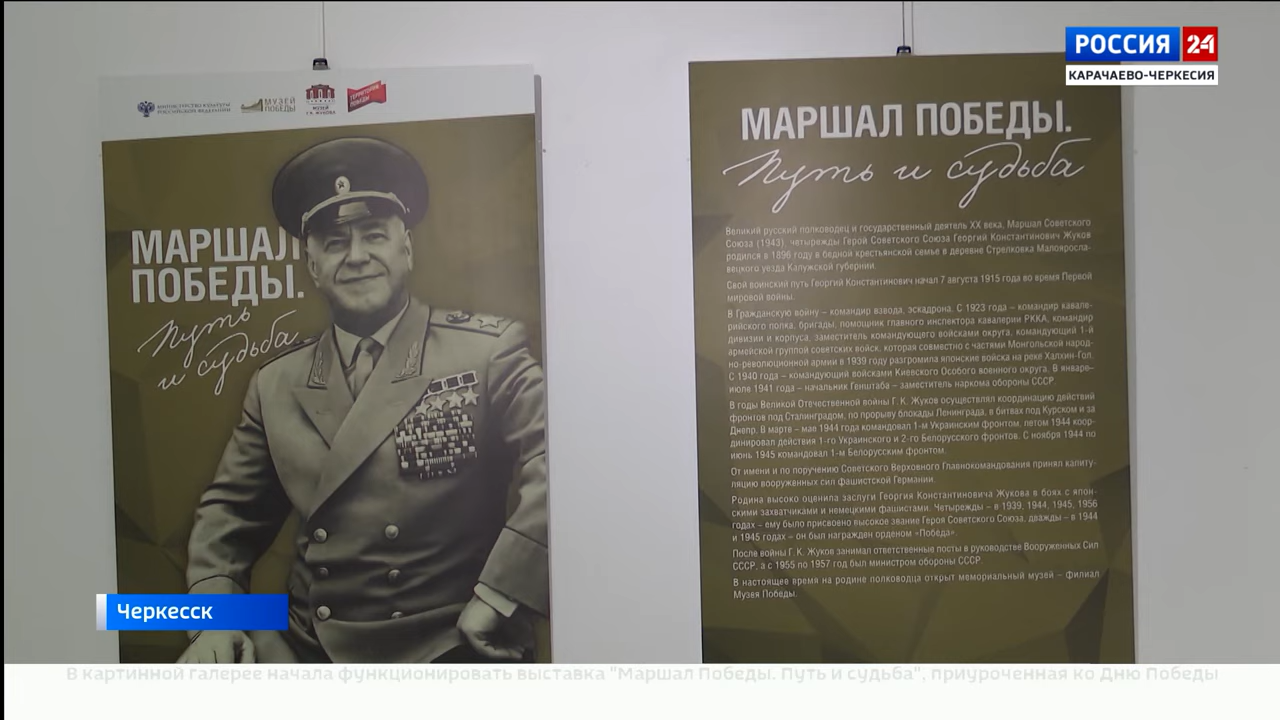 РОССИЯ 24
КАРАЧАЕВО-ЧЕРКЕСИЯ
МИНИСТЕРСТВО КУЛЬТУРЫ
РОССИЙСКОЙ ФЕДЕРАЦИИ
МУЗЕЙ
ПОБЕДЫ
МУЗЕЙ
Г.К. ЖУКОВА
ТЕРРИТОРИЯ
ПОБЕДЫ
МАРШАЛ
ПОБЕДЫ.
Путь
и судьба
МАРШАЛ ПОБЕДЫ.
Путь и судьба
Великий русский полководец и государственный деятель XX века, Маршал Советского
Союза (1943), четырежды Герой Советского Союза Георгий Константинович Жуков
родился в 1896 году в бедной крестьянской семье в деревне Стрелковка Малояросла-
вецкого уезда Калужской губернии.
Свой воинский путь Георгий Константинович начал 7 августа 1915 года во время Первой
мировой войны.
В Гражданскую войну – командир взвода, эскадрона. С 1923 года – командир кавале-
рийского полка, бригады, помощник главного инспектора кавалерии РККА, командир
дивизии и корпуса, заместитель командующего войсками округа, командующий 1-й
армейской группой советских войск, которая совместно с частями Монгольской народ-
но-революционной армии в 1939 году разгромила японские войска на реке Халхин-Гол.
С 1940 года – командующий войсками Киевского Особого военного округа. В январе–
июле 1941 года – начальник Генштаба – заместитель наркома обороны СССР.
В годы Великой Отечественной войны Г. К. Жуков осуществлял координацию действий
фронтов под Сталинградом, по прорыву блокады Ленинграда, в битвах под Курском и за
Днепр. В марте – мае 1944 года командовал 1-м Украинским фронтом, летом 1944 коор-
динировал действия 1-го Украинского и 2-го Белорусского фронтов. С ноября 1944 по
июнь 1945 командовал 1-м Белорусским фронтом.
От имени и по поручению Советского Верховного Главнокомандования принял капиту-
ляцию вооруженных сил фашистской Германии.
Родина высоко оценила заслуги Георгия Константиновича Жукова в боях с япон-
скими захватчиками и немецкими фашистами. Четырежды – в 1939, 1944, 1945, 1956
годах – ему было присвоено высокое звание Героя Советского Союза, дважды – в 1944
и 1945 годах – он был награжден орденом «Победа».
После войны Г. К. Жуков занимал ответственные посты в руководстве Вооруженных Сил
СССР, а с 1955 по 1957 год был министром обороны СССР.
В настоящее время на родине полководца открыт мемориальный музей – филиал
Музея Победы.
Черкесск
В картинной галерее начала функционировать выставка "Маршал Победы. Путь и судьба", приуроченная ко Дню Победы